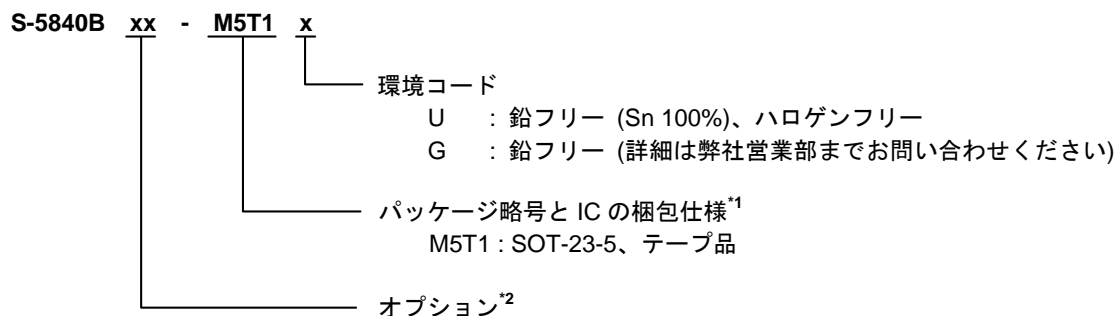 S-5840B xx - M5T1 x
環境コード
U : 鉛フリー (Sn 100%)、ハロゲンフリー
G : 鉛フリー (詳細は弊社営業部までお問い合わせください)
パッケージ略号と IC の梱包仕様*1
M5T1 : SOT-23-5、テープ品
オプション*2